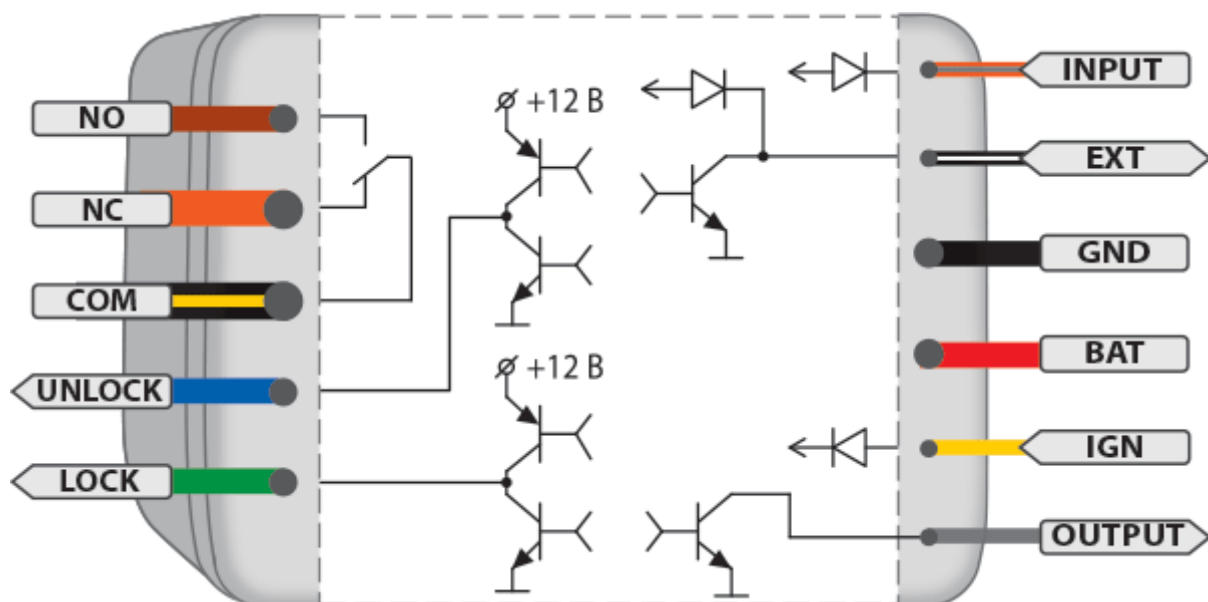 NO
NC
COM
UNLOCK
LOCK
+12 В
+12 В
INPUT
EXT
GND
BAT
IGN
OUTPUT